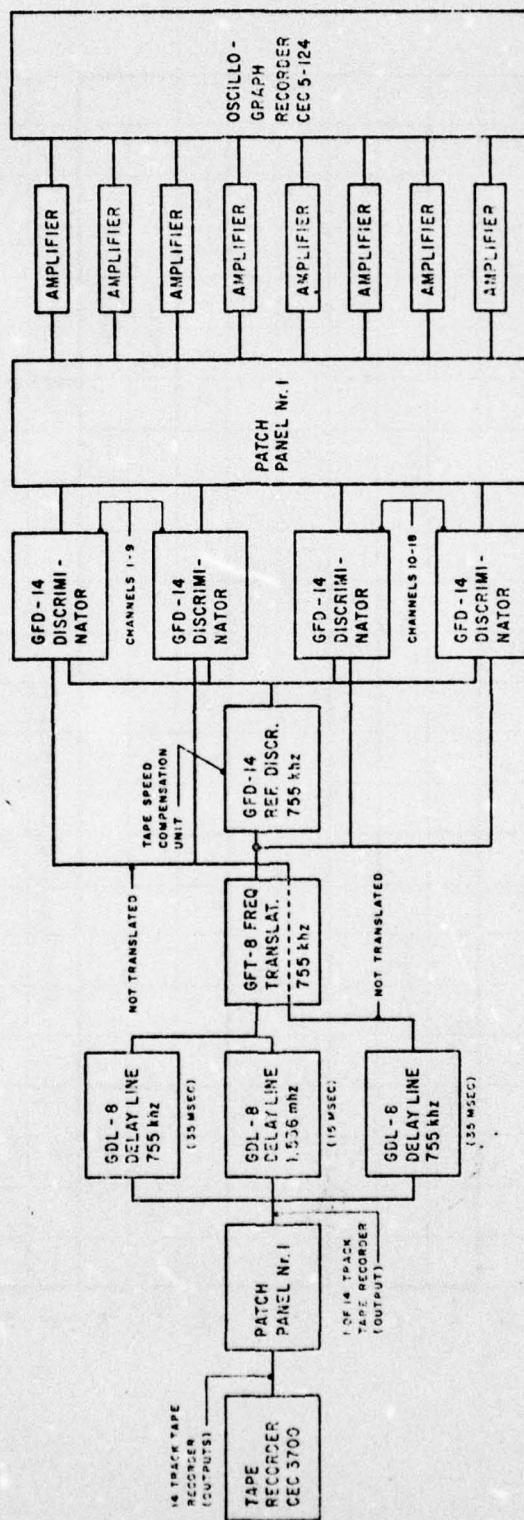 14 TRACK TAPE
RECORDER
(OUTPUTS)
TAPE
RECORDER
CEC 3700
PATCH
PANEL Nr. 1
1 OF 14 TRACK
TAPE RECORDER
(OUTPUT)
GDL-8
DELAY LINE
755 khz
(35 MSEC)
GDL-8
DELAY LINE
1.536 mhz
(15 MSEC)
GDL-8
DELAY LINE
755 khz
(35 MSEC)
NOT TRANSLATED
GFT-8 FREQ
TRANSLAT.
755 khz
NOT TRANSLATED
TAPE SPEED
COMPENSATION
UNIT
GFD-14
REF. DISCR.
755 khz
GFD-14
DISCRIMI-
NATOR
CHANNELS 1-9
GFD-14
DISCRIMI-
NATOR
GFD-14
DISCRIMI-
NATOR
CHANNELS 10-18
GFD-14
DISCRIMI-
NATOR
PATCH
PANEL Nr. 1
AMPLIFIER
AMPLIFIER
AMPLIFIER
AMPLIFIER
AMPLIFIER
AMPLIFIER
AMPLIFIER
AMPLIFIER
OSCILLO-
GRAPH
RECORDER
CEC 5-124